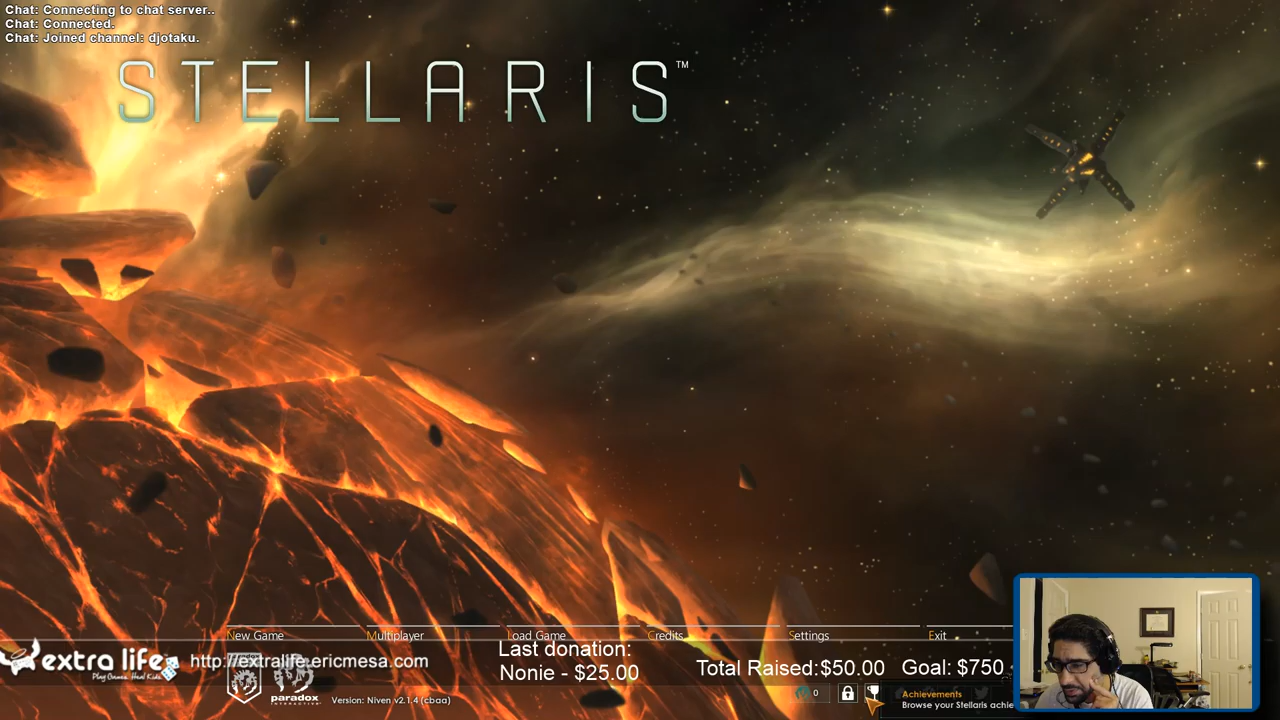 Chat: Connecting to chat server..
Chat: Connected.
Chat: Joined channel: djotaku.
STELLARIS™
New Game Multiplayer Load Game Credits Settings Exit
extra life
Play Games. Heal Kids.
http://extralife.ericmesa.com
Last donation:
Nonie - $25.00
Total Raised:$50.00 Goal: $750
paradox
INTERACTIVE
Version: Niven v2.1.4 (cbaa)
0
Achievements
Browse your Stellaris achie